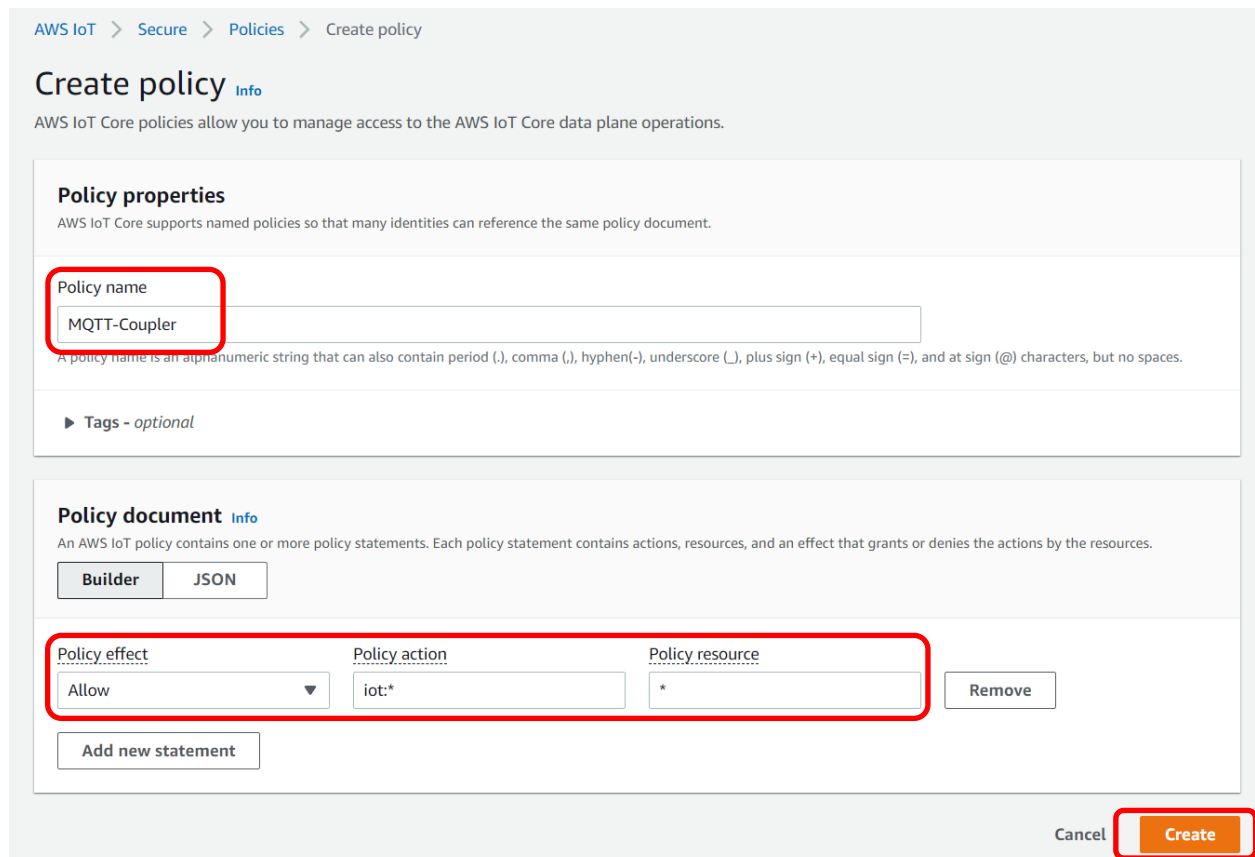 AWS IoT > Secure > Policies > Create policy
Create policy Info
AWS IoT Core policies allow you to manage access to the AWS IoT Core data plane operations.
Policy properties
AWS IoT Core supports named policies so that many identities can reference the same policy document.
Policy name
MQTT-Coupler
A policy name is an alphanumeric string that can also contain period (.), comma (,), hyphen(-), underscore (_), plus sign (+), equal sign (=), and at sign (@) characters, but no spaces.
Tags - optional
Policy document Info
An AWS IoT policy contains one or more policy statements. Each policy statement contains actions, resources, and an effect that grants or denies the actions by the resources.
Builder JSON
Policy effect Policy action Policy resource
Allow iot:* * Remove
Add new statement
Cancel Create